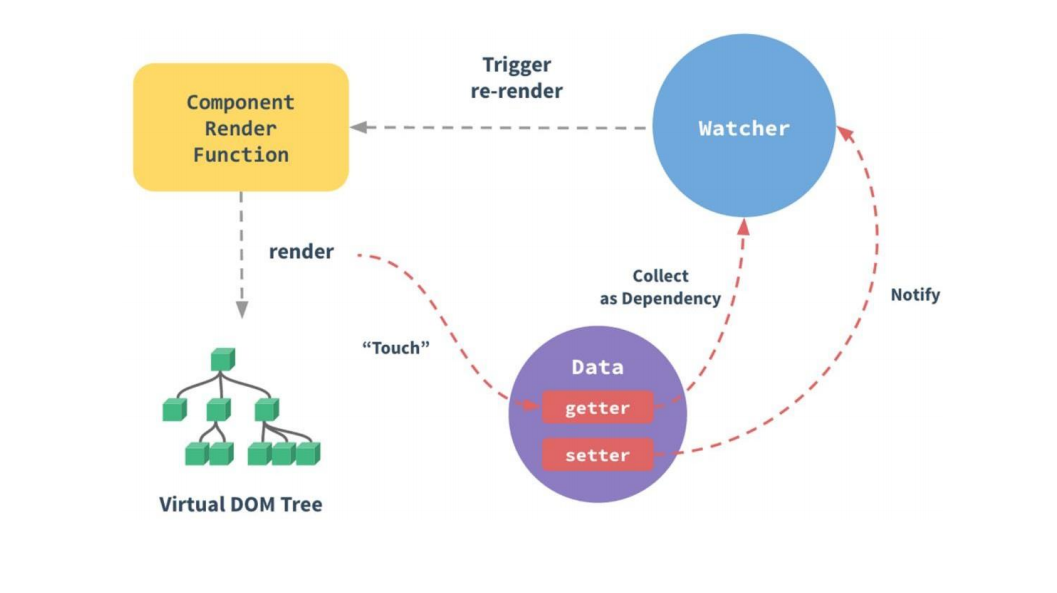 Trigger
re-render
Component
Render
Function
Watcher
render
Collect
as Dependency
Notify
“Touch”
Data
getter
setter
Virtual DOM Tree